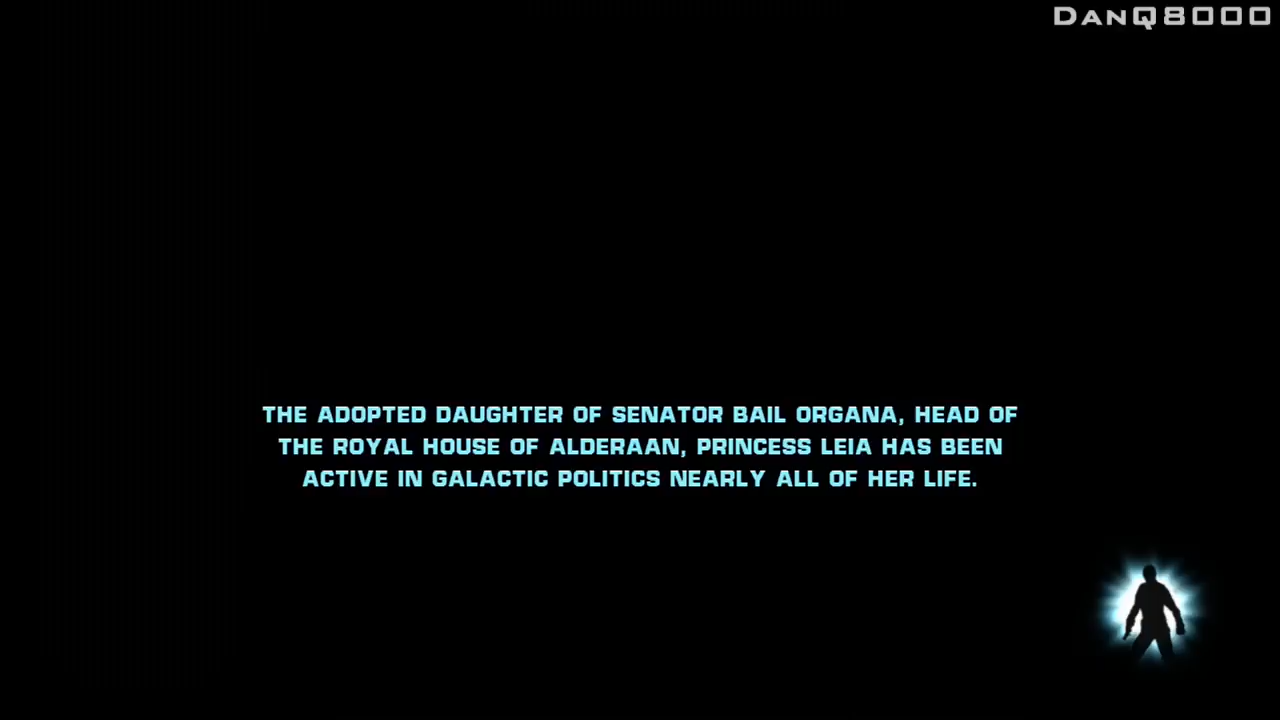 DanQ8000
THE ADOPTED DAUGHTER OF SENATOR BAIL ORGANA, HEAD OF
THE ROYAL HOUSE OF ALDERAAN, PRINCESS LEIA HAS BEEN
ACTIVE IN GALACTIC POLITICS NEARLY ALL OF HER LIFE.